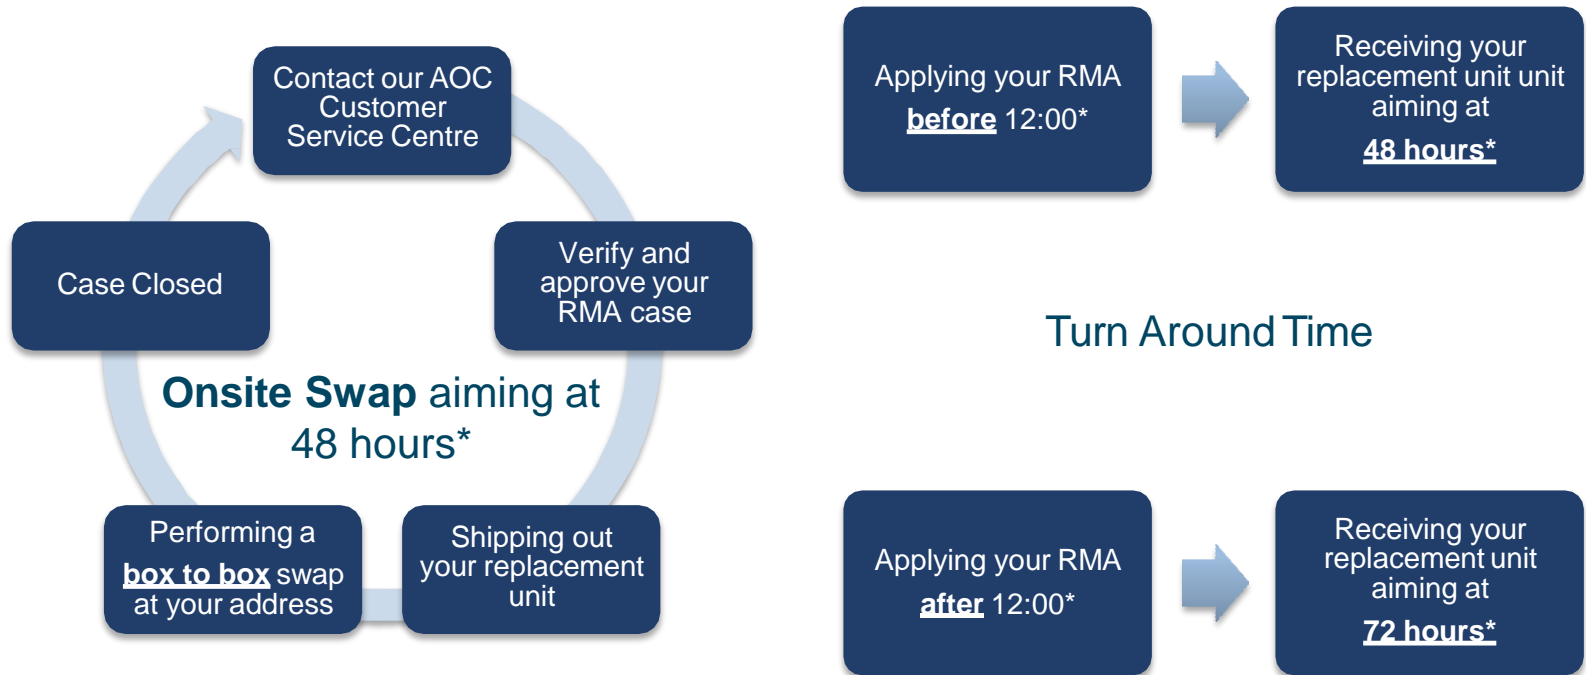 Contact our AOC
Customer
Service Centre
Verify and
approve your
RMA case
Shipping out
your replacement
unit
Performing a
box to box swap
at your address
Case Closed
Onsite Swap aiming at
48 hours*
Applying your RMA
before 12:00*
Receiving your
replacement unit unit
aiming at
48 hours*
Turn Around Time
Applying your RMA
after 12:00*
Receiving your
replacement unit
aiming at
72 hours*